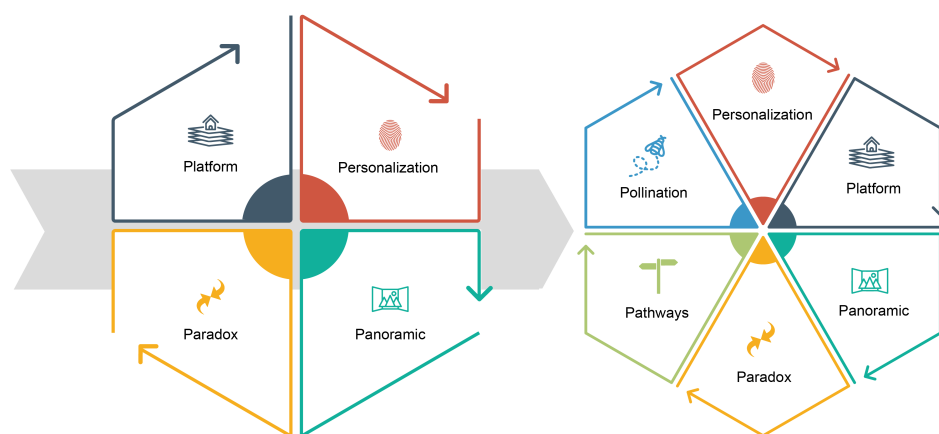 Platform
Personalization
Paradox
Panoramic
Personalization
Pollination
Platform
Pathways
Panoramic
Paradox